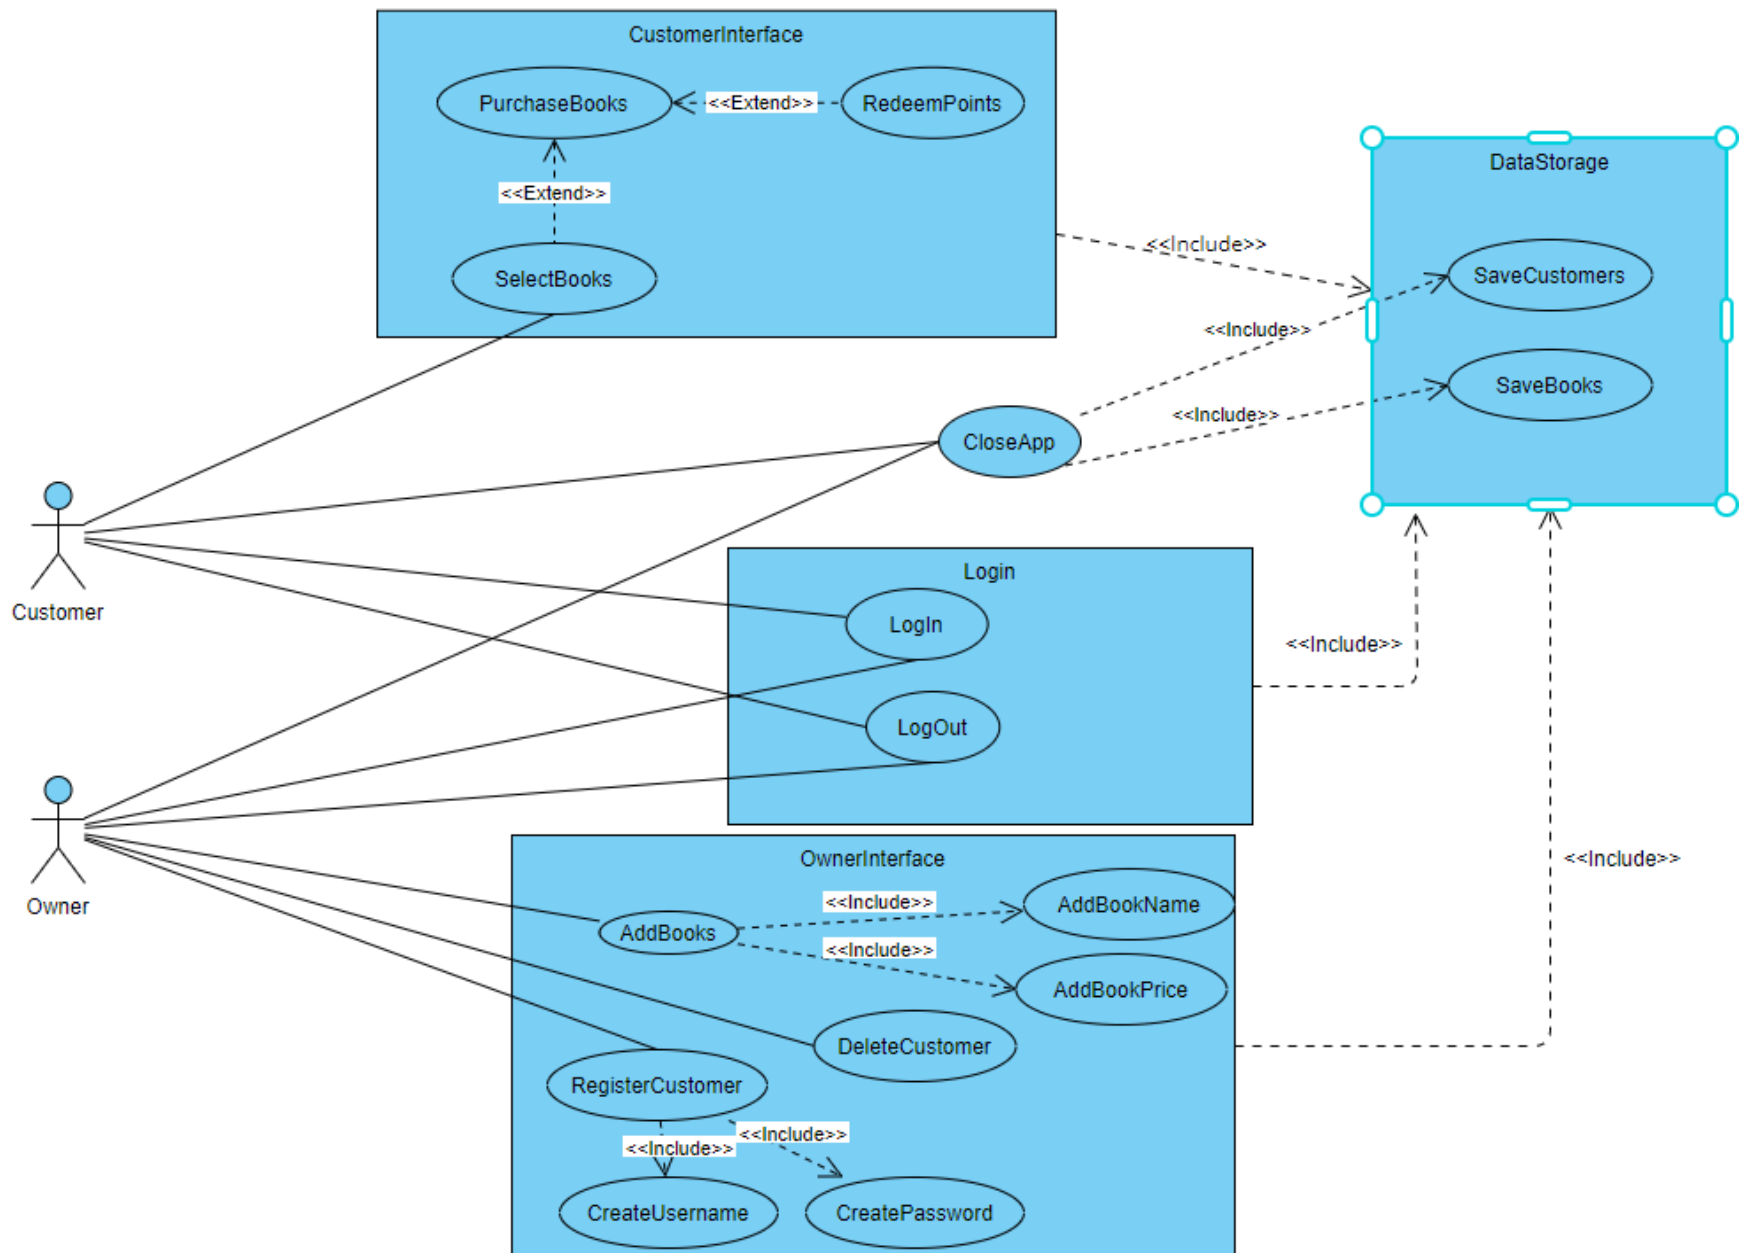 CustomerInterface
PurchaseBooks
<<Extend>>
RedeemPoints
<<Extend>>
SelectBooks
DataStorage
<<Include>>
SaveCustomers
<<Include>>
SaveBooks
<<Include>>
CloseApp
Customer
Login
LogIn
<<Include>>
LogOut
Owner
OwnerInterface
<<Include>>
<<Include>>
AddBookName
AddBooks
<<Include>>
AddBookPrice
DeleteCustomer
RegisterCustomer
<<Include>>
<<Include>>
CreateUsername
CreatePassword